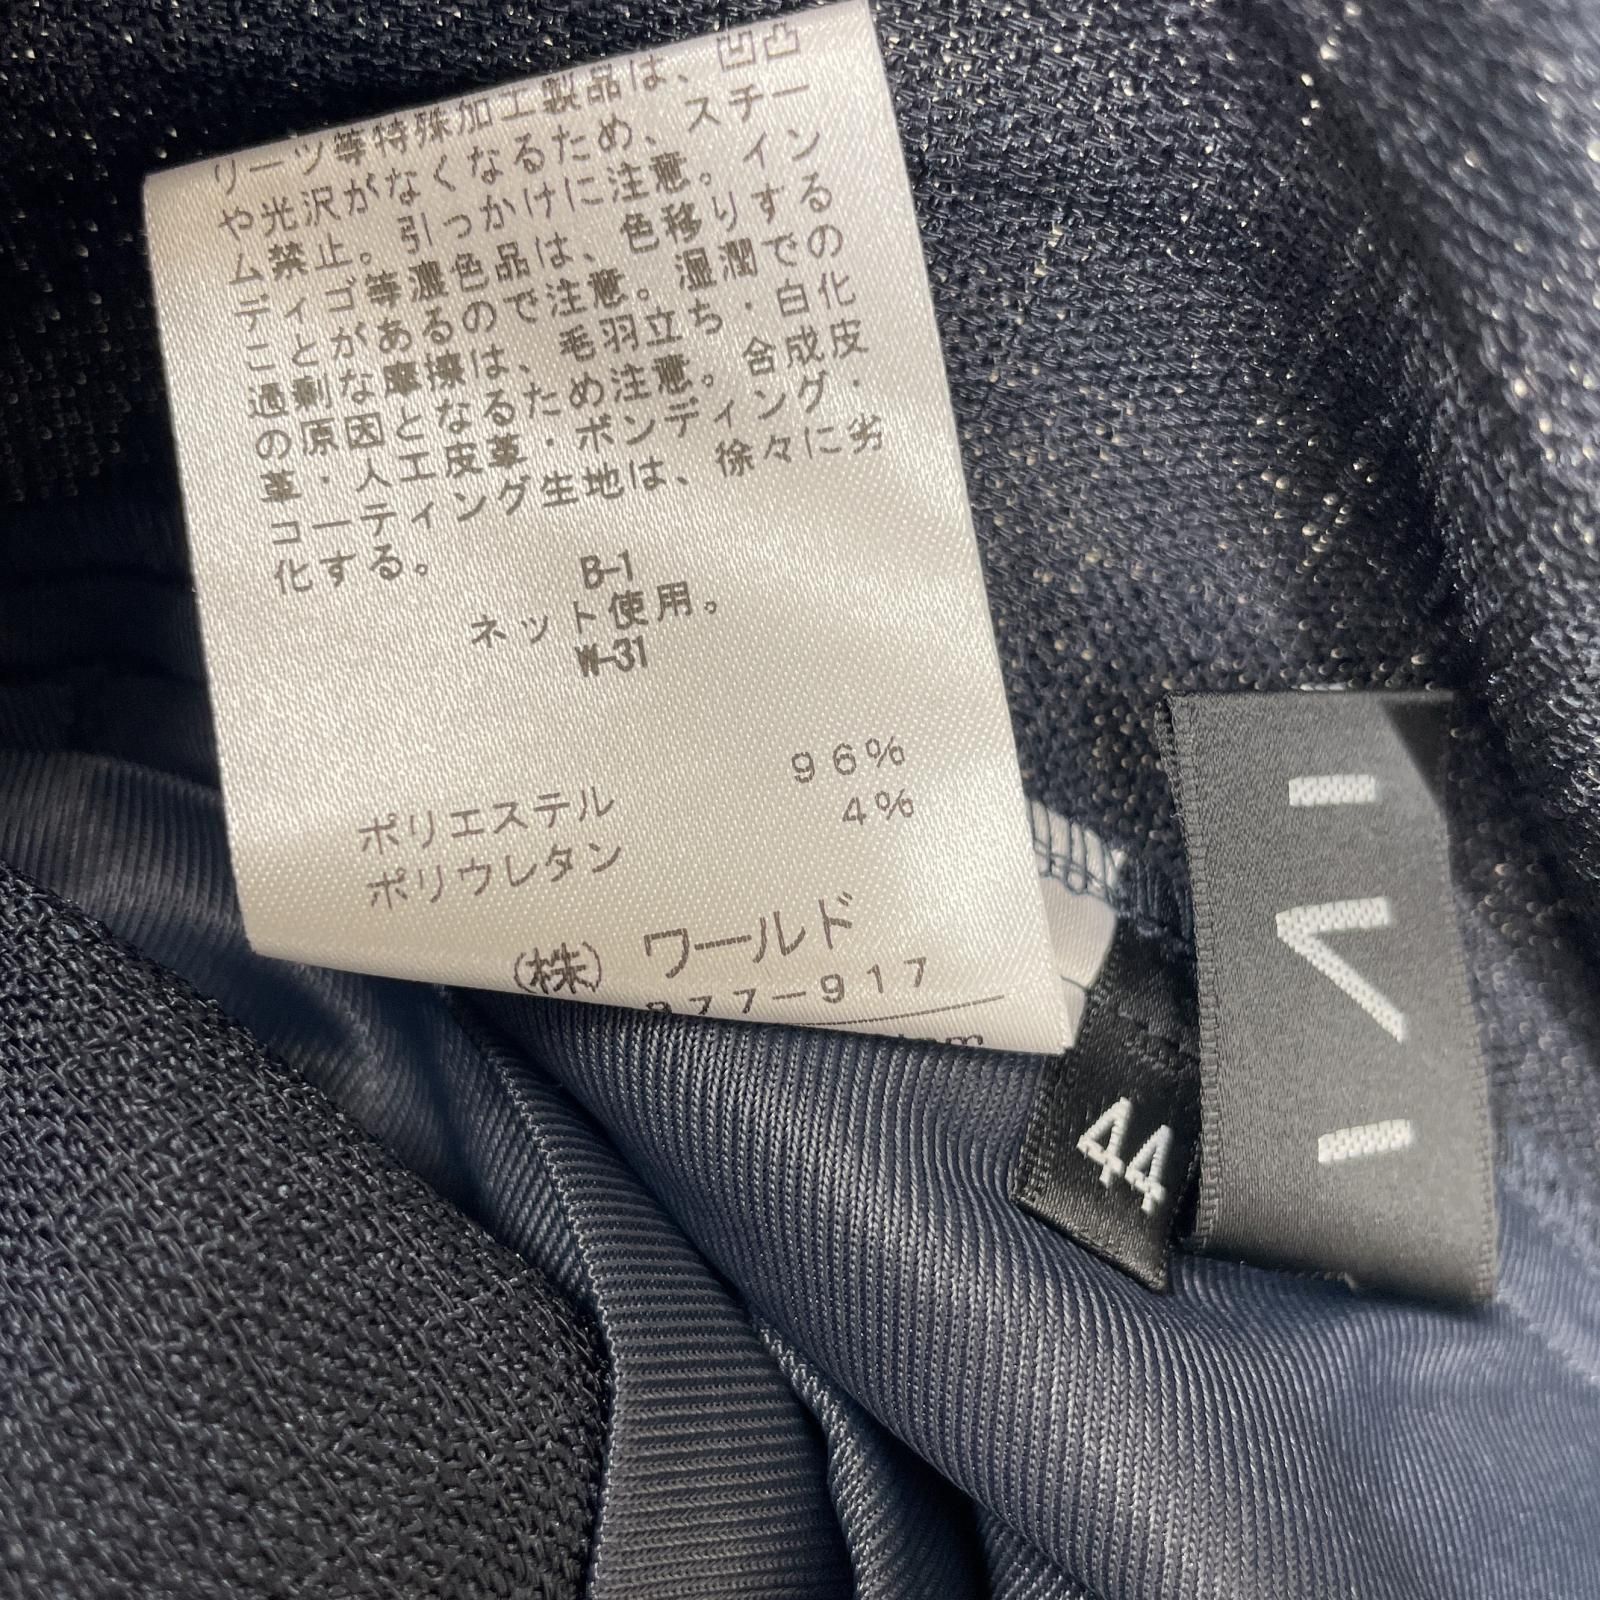 リーツ等特殊加工製品は、凹凸
や光沢がなくなるため、スチー
ム禁止。引っかけに注意。イン
ディゴ等濃色品は、色移りする
ことがあるので注意。湿潤での
過剰な摩擦は、毛羽立ち・白化
の原因となるため注意。合成皮
革・人工皮革・ボンディング・
コーティング生地は、徐々に劣
化する。
B-1
ネット使用。
W-31
ポリエステル 96%
ポリウレタン 4%
(株) ワールド
877-917
44